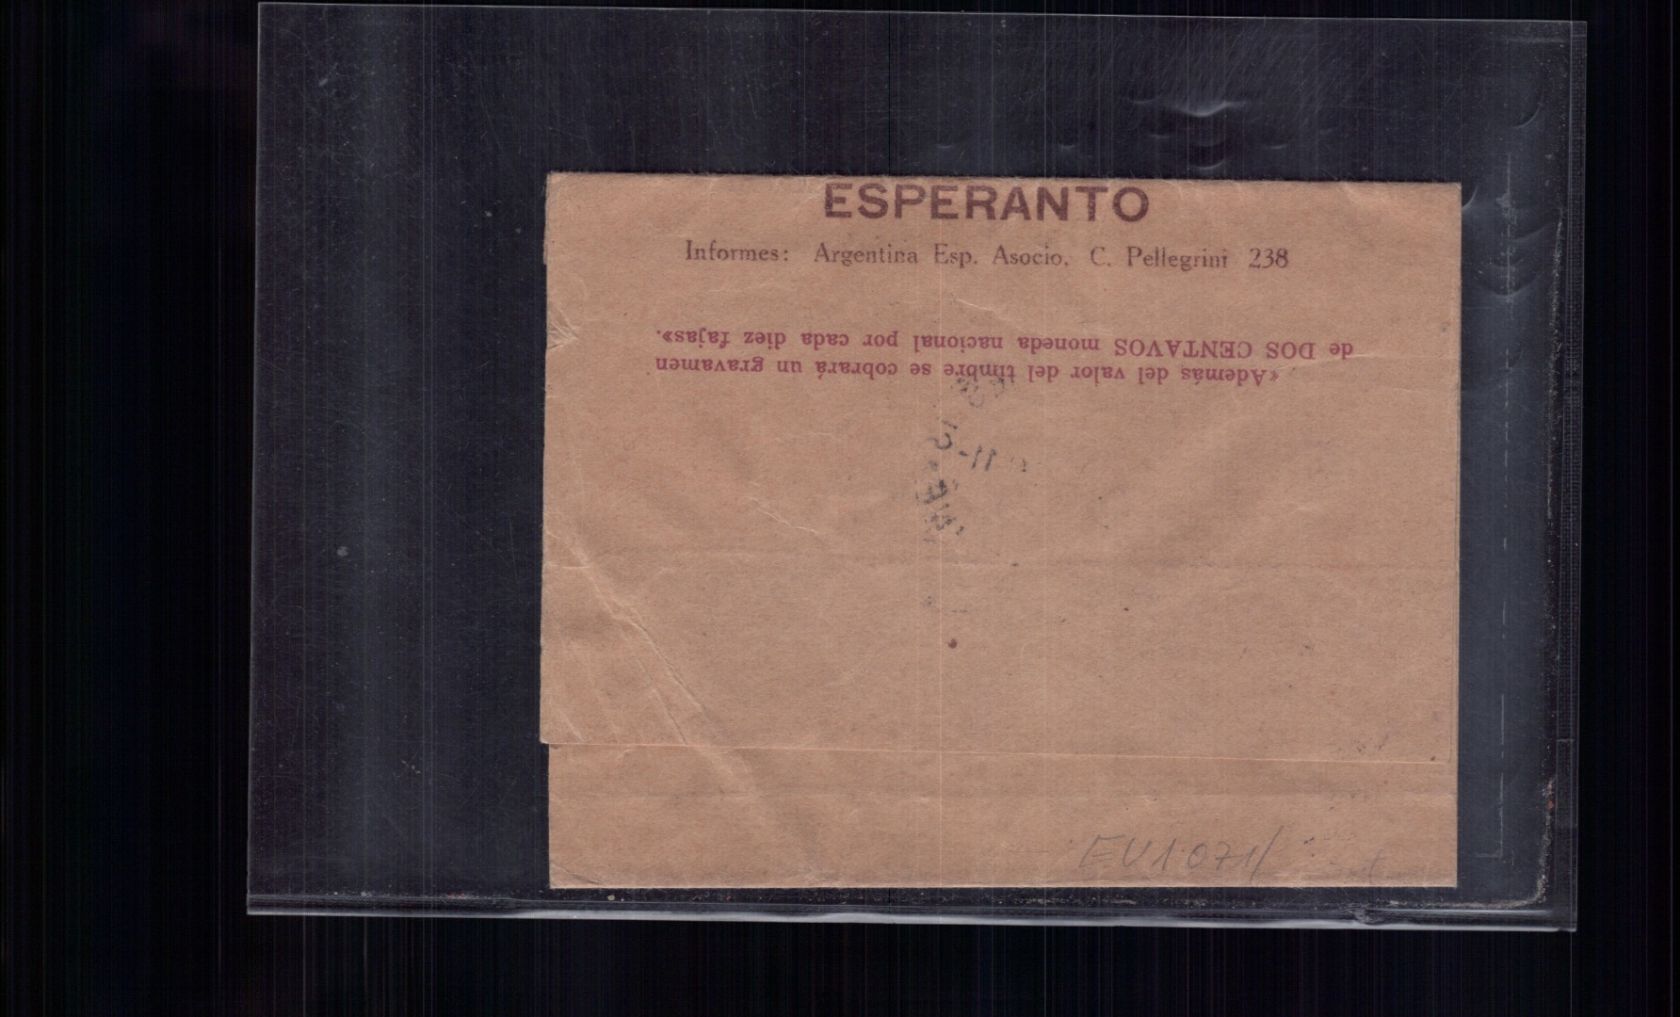 ESPERANTO
Informes: Argentina Esp. Asocio. C. Pellegrini 238
«Además del valor del timbre se cobrará un gravamen
de DOS CENTAVOS moneda nacional por cada diez fajas».
11-
EU1071/